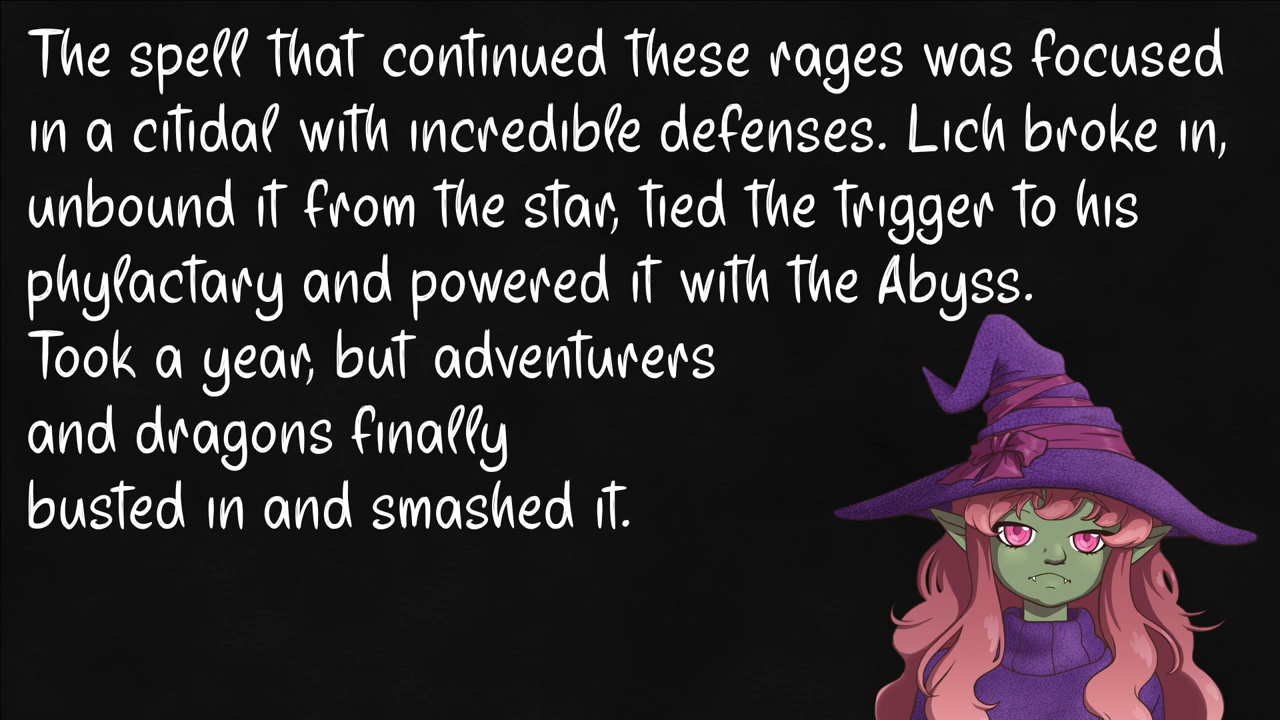 The spell that continued these rages was focused
in a citidal with incredible defenses. Lich broke in,
unbound it from the star, tied the trigger to his
phylactary and powered it with the Abyss.
Took a year, but adventurers
and dragons finally
busted in and smashed it.